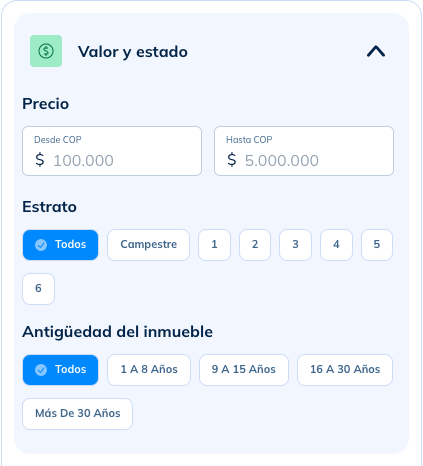 Valor y estado
Precio
Desde COP
Hasta COP
$ 100.000
$ 5.000.000
Estrato
Todos
Campestre
1
2
3
4
5
6
Antigüedad del inmueble
Todos
1 A 8 Años
9 A 15 Años
16 A 30 Años
Más De 30 Años